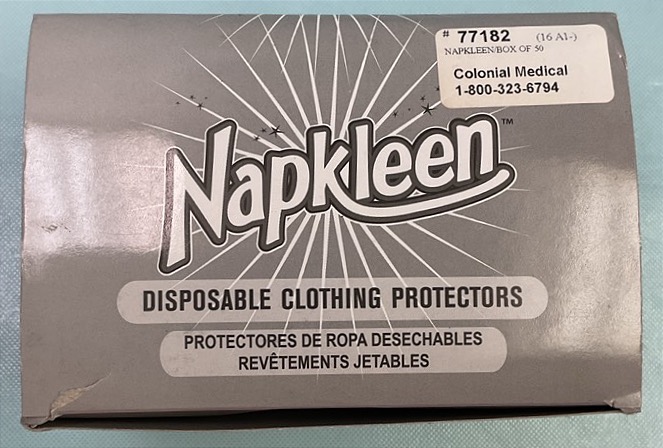 # 77182 (16 A1-)
NAPKLEEN/BOX OF 50
Colonial Medical
1-800-323-6794
Napkleen™
DISPOSABLE CLOTHING PROTECTORS
PROTECTORES DE ROPA DESECHABLES
REVÊTEMENTS JETABLES